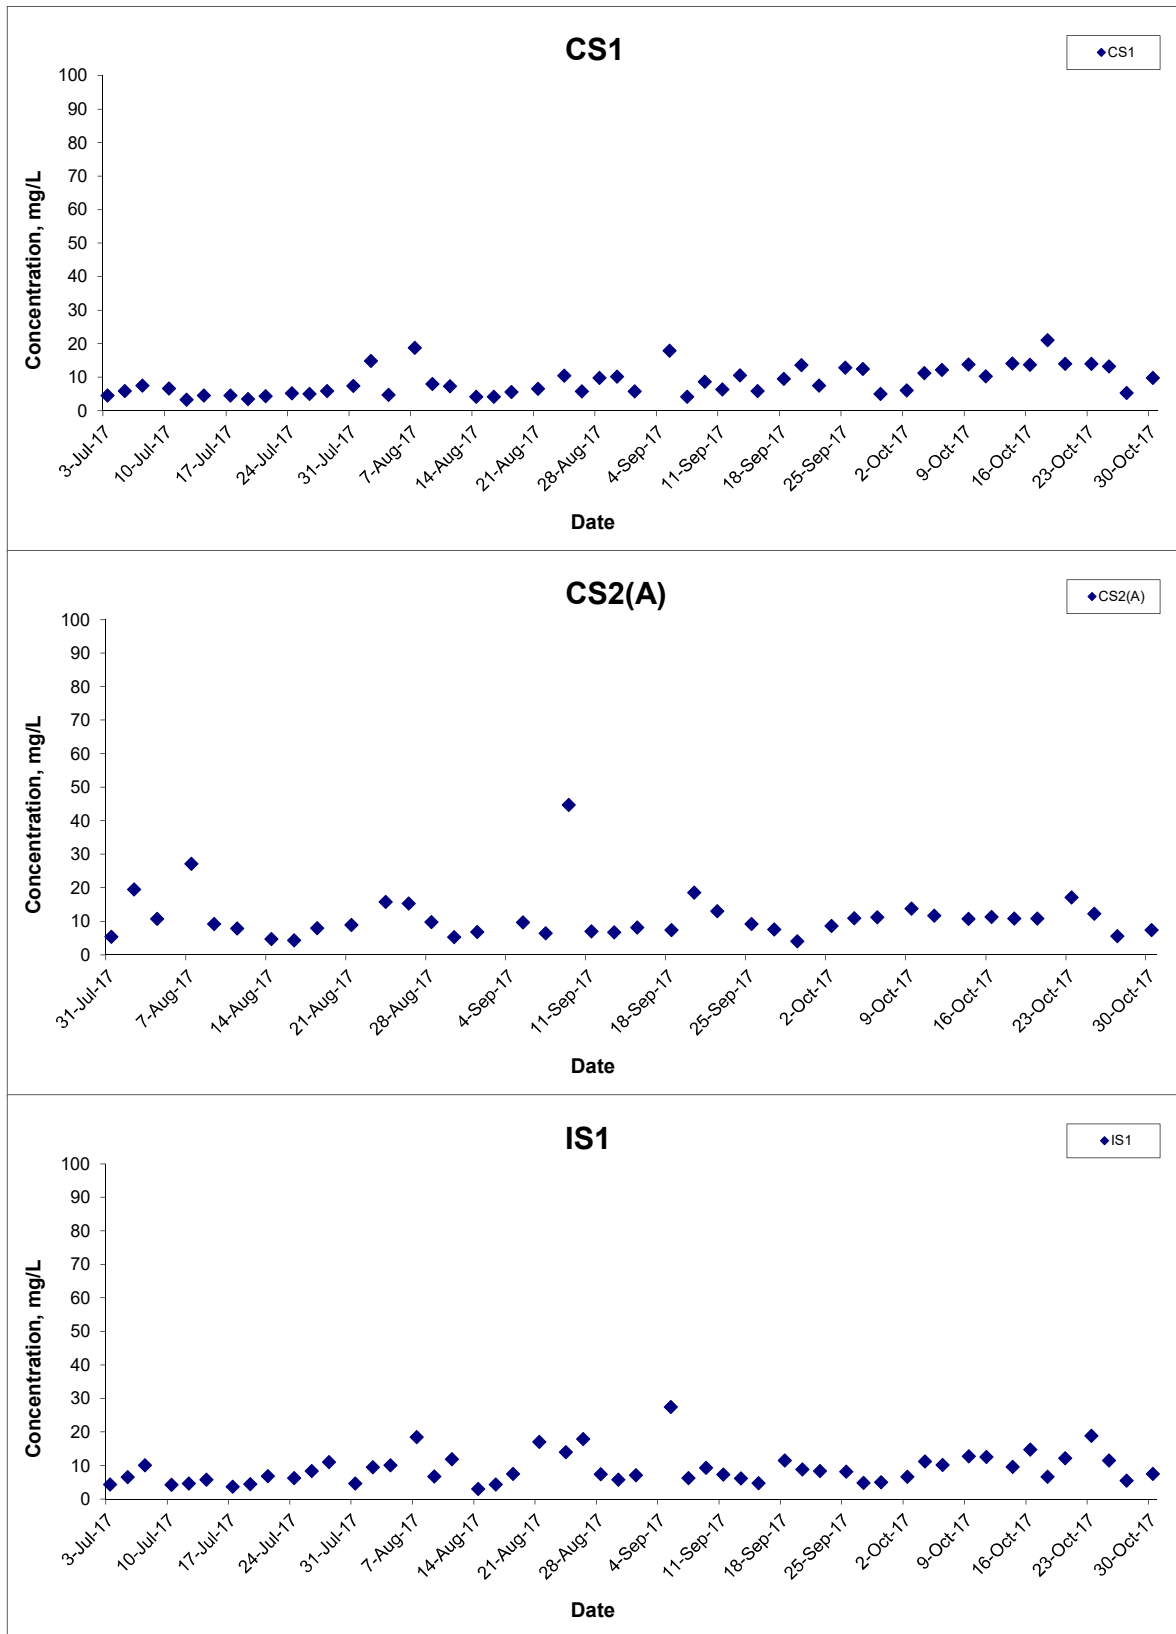 CS1
CS1
100
90
80
70
60
50
40
30
20
10
0
Concentration, mg/L
3-Jul-17
10-Jul-17
17-Jul-17
24-Jul-17
31-Jul-17
7-Aug-17
14-Aug-17
21-Aug-17
28-Aug-17
4-Sep-17
11-Sep-17
18-Sep-17
25-Sep-17
2-Oct-17
9-Oct-17
16-Oct-17
23-Oct-17
30-Oct-17
Date
CS2(A)
CS2(A)
100
90
80
70
60
50
40
30
20
10
0
Concentration, mg/L
31-Jul-17
7-Aug-17
14-Aug-17
21-Aug-17
28-Aug-17
4-Sep-17
11-Sep-17
18-Sep-17
25-Sep-17
2-Oct-17
9-Oct-17
16-Oct-17
23-Oct-17
30-Oct-17
Date
IS1
IS1
100
90
80
70
60
50
40
30
20
10
0
Concentration, mg/L
3-Jul-17
10-Jul-17
17-Jul-17
24-Jul-17
31-Jul-17
7-Aug-17
14-Aug-17
21-Aug-17
28-Aug-17
4-Sep-17
11-Sep-17
18-Sep-17
25-Sep-17
2-Oct-17
9-Oct-17
16-Oct-17
23-Oct-17
30-Oct-17
Date